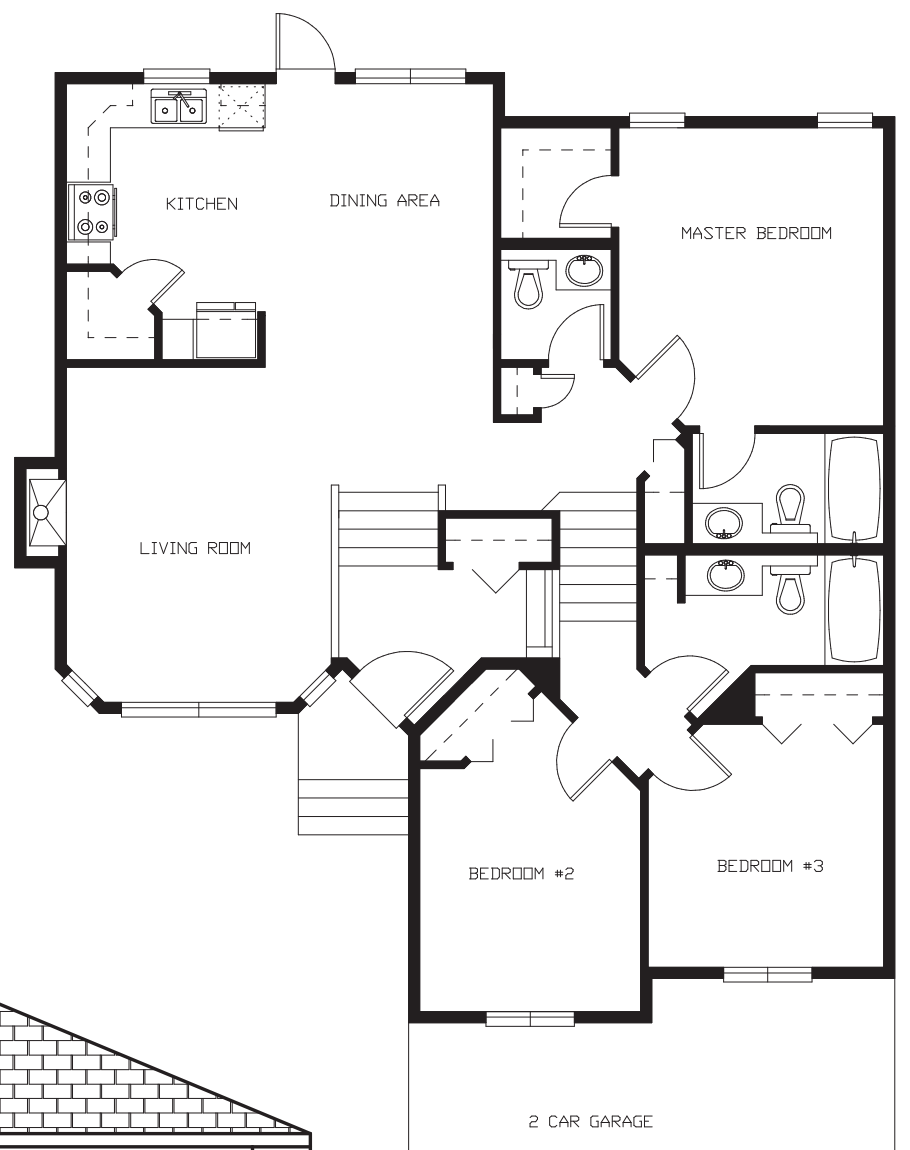 DINING AREA
KITCHEN
MASTER BEDROOM
LIVING ROOM
BEDROOM #3
BEDROOM #2
2 CAR GARAGE